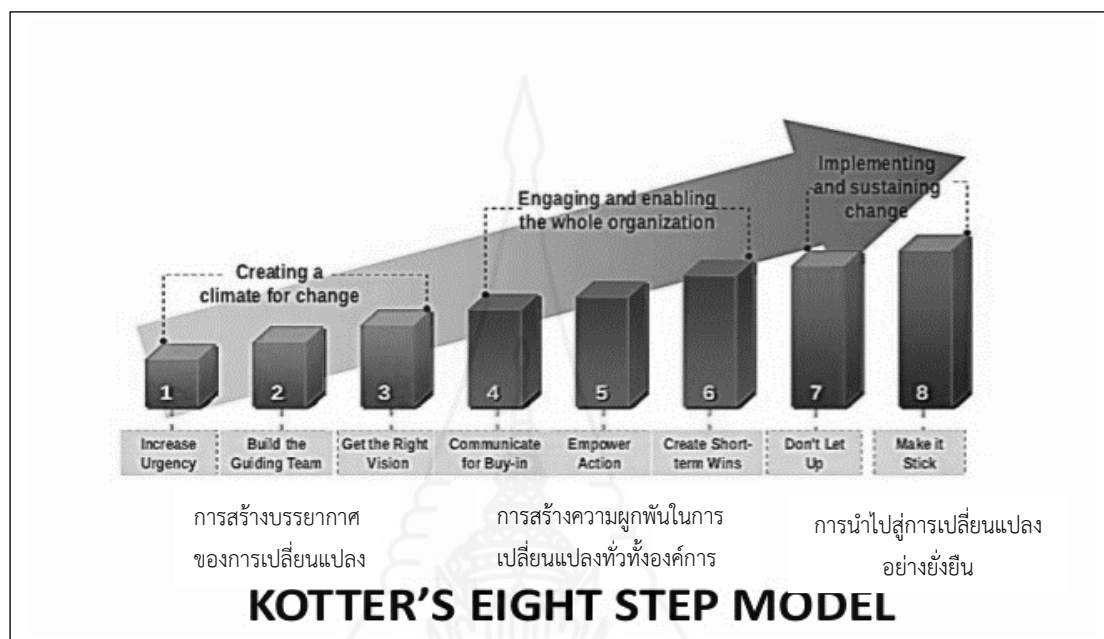 Implementing
and sustaining
change
Engaging and enabling
the whole organization
Creating a
climate for change
1
2
3
4
5
6
7
8
Increase
Urgency
Build the
Guiding Team
Get the Right
Vision
Communicate
for Buy-in
Empower
Action
Create Short-
term Wins
Don't Let
Up
Make it
Stick
การสร้างบรรยากาศ
ของการเปลี่ยนแปลง
การสร้างความผูกพันในการ
เปลี่ยนแปลงทั่วทั้งองค์การ
การนำไปสู่การเปลี่ยนแปลง
อย่างยั่งยืน
KOTTER'S EIGHT STEP MODEL